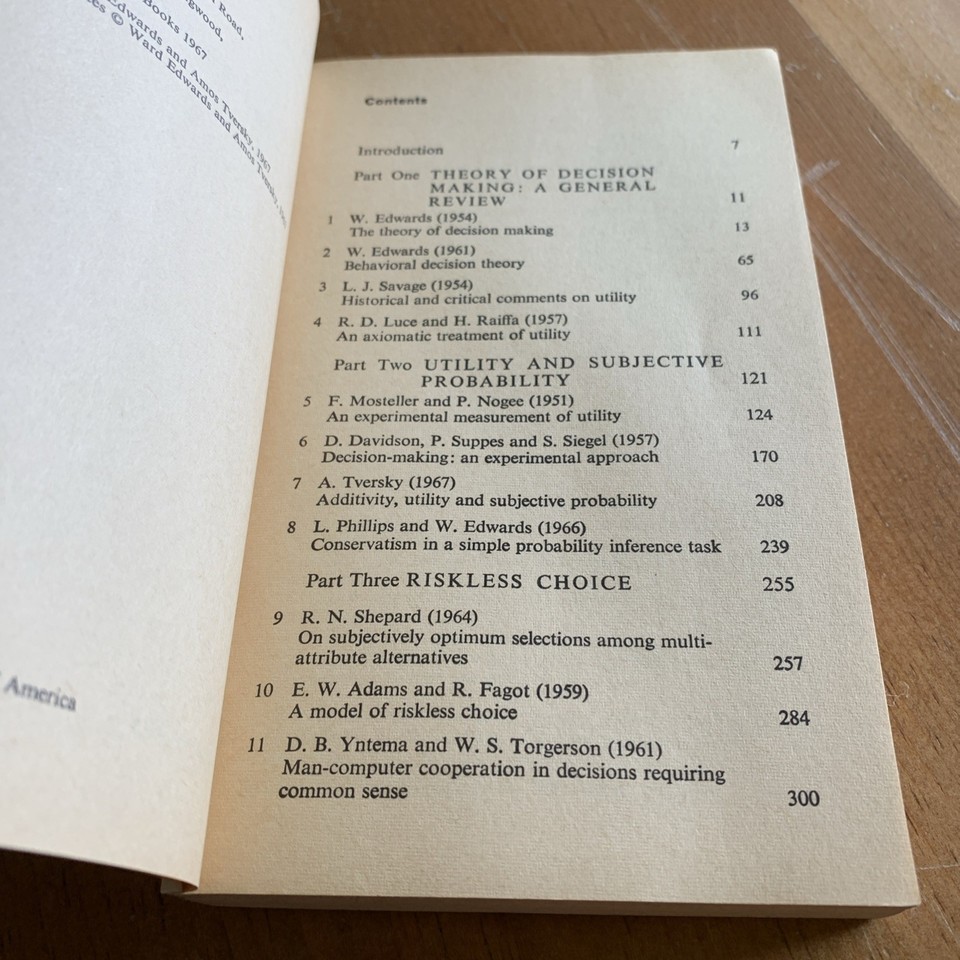 Road,
Books 1967
Edwards and Amos Tversky, 1967
© Ward Edwards and Amos Tversky,
America
Contents
Introduction 7
Part One THEORY OF DECISION
MAKING: A GENERAL
REVIEW 11
1 W. Edwards (1954)
The theory of decision making 13
2 W. Edwards (1961)
Behavioral decision theory 65
3 L. J. Savage (1954)
Historical and critical comments on utility 96
4 R. D. Luce and H. Raiffa (1957)
An axiomatic treatment of utility 111
Part Two UTILITY AND SUBJECTIVE
PROBABILITY 121
5 F. Mosteller and P. Nogee (1951)
An experimental measurement of utility 124
6 D. Davidson, P. Suppes and S. Siegel (1957)
Decision-making: an experimental approach 170
7 A. Tversky (1967)
Additivity, utility and subjective probability 208
8 L. Phillips and W. Edwards (1966)
Conservatism in a simple probability inference task 239
Part Three RISKLESS CHOICE 255
9 R. N. Shepard (1964)
On subjectively optimum selections among multi-
attribute alternatives 257
10 E. W. Adams and R. Fagot (1959)
A model of riskless choice 284
11 D. B. Yntema and W. S. Torgerson (1961)
Man-computer cooperation in decisions requiring
common sense 300